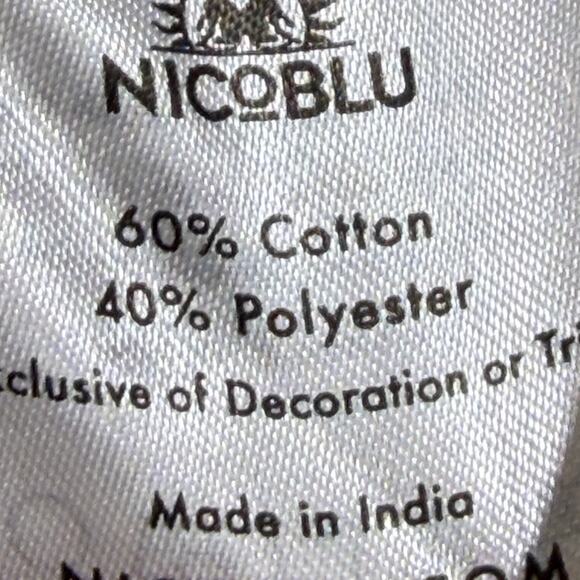 NICOBLU
60% Cotton
40% Polyester
clusive of Decoration or Tri
Made in India